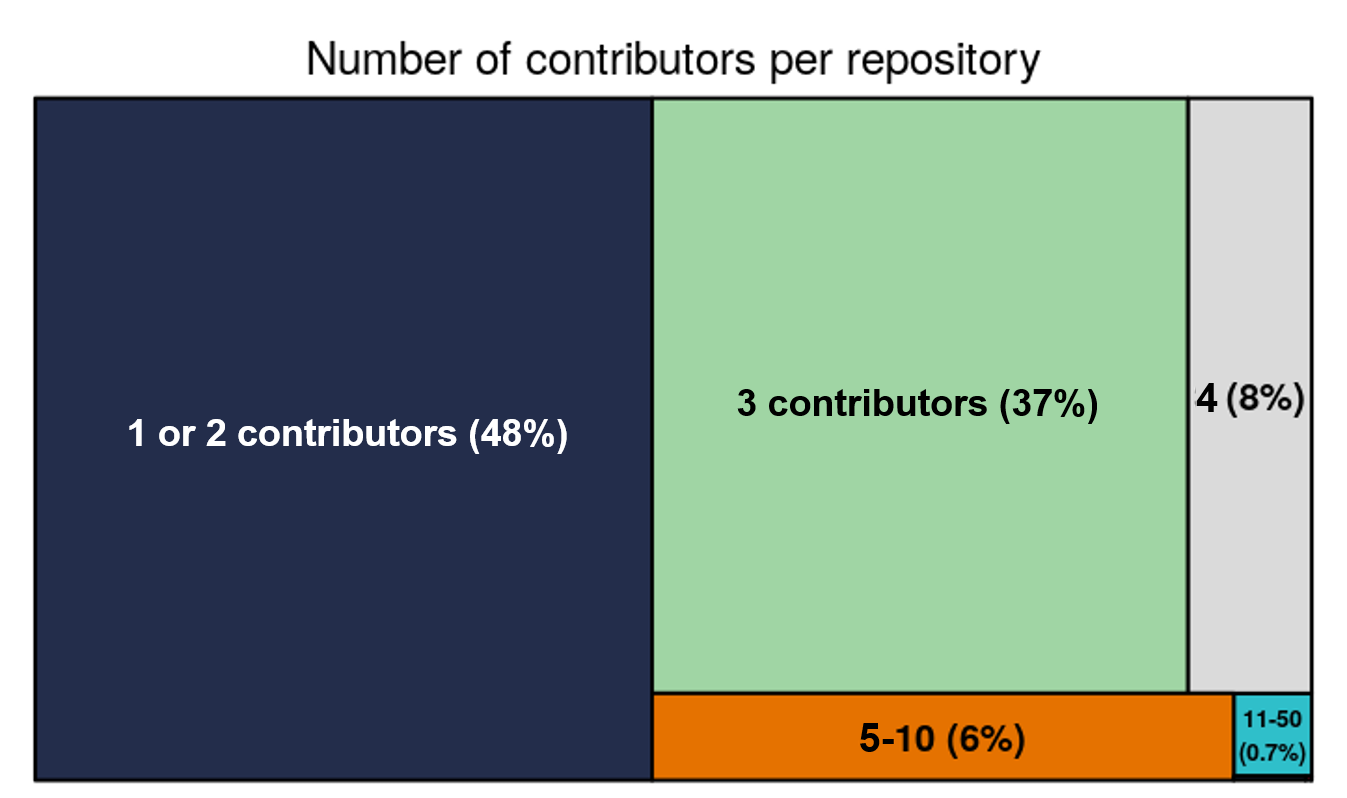 Number of contributors per repository
1 or 2 contributors (48%)
3 contributors (37%)
4 (8%)
5-10 (6%)
11-50
(0.7%)